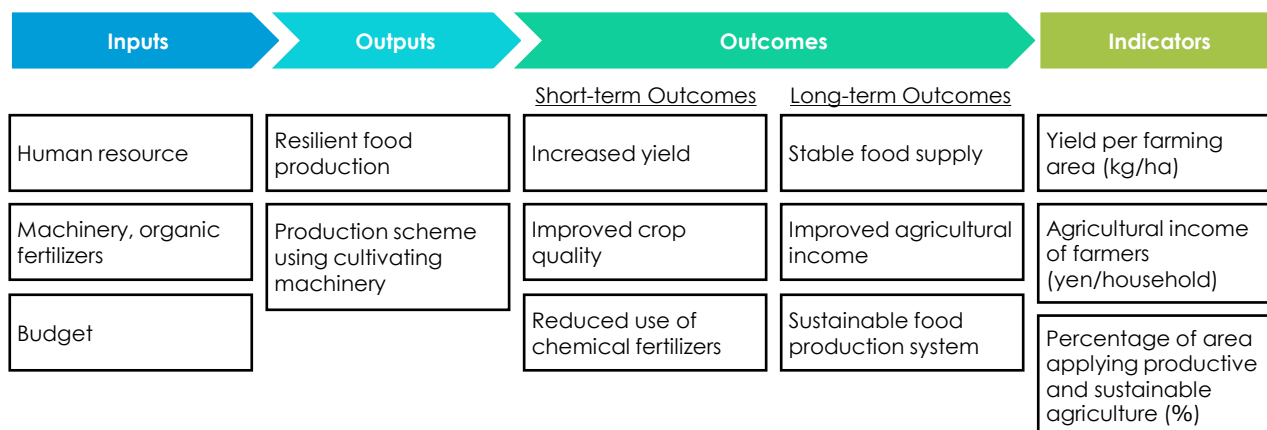 Inputs
Outputs
Outcomes
Indicators
Short-term Outcomes
Long-term Outcomes
Human resource
Resilient food
production
Increased yield
Stable food supply
Yield per farming
area (kg/ha)
Machinery, organic
fertilizers
Production scheme
using cultivating
machinery
Improved crop
quality
Improved agricultural
income
Agricultural income
of farmers
(yen/household)
Budget
Reduced use of
chemical fertilizers
Sustainable food
production system
Percentage of area
applying productive
and sustainable
agriculture (%)